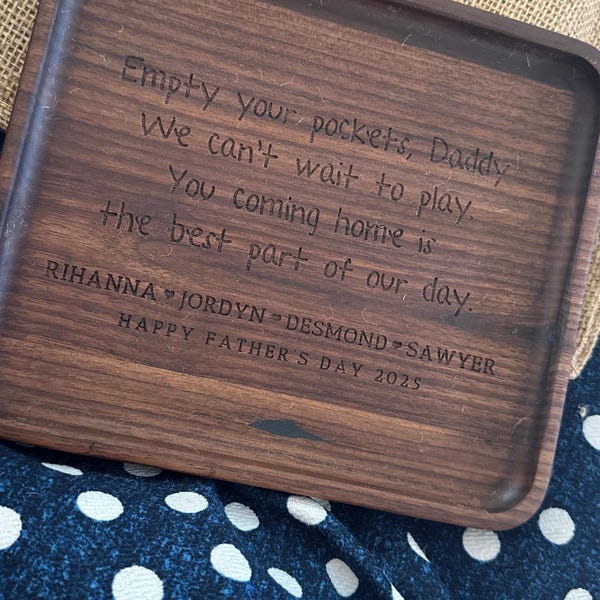 Empty your pockets, Daddy
We can't wait to play.
You coming home is
the best part of our day.
RIHANNA ♥ JORDYN ♥ DESMOND ♥ SAWYER
HAPPY FATHER'S DAY 2025